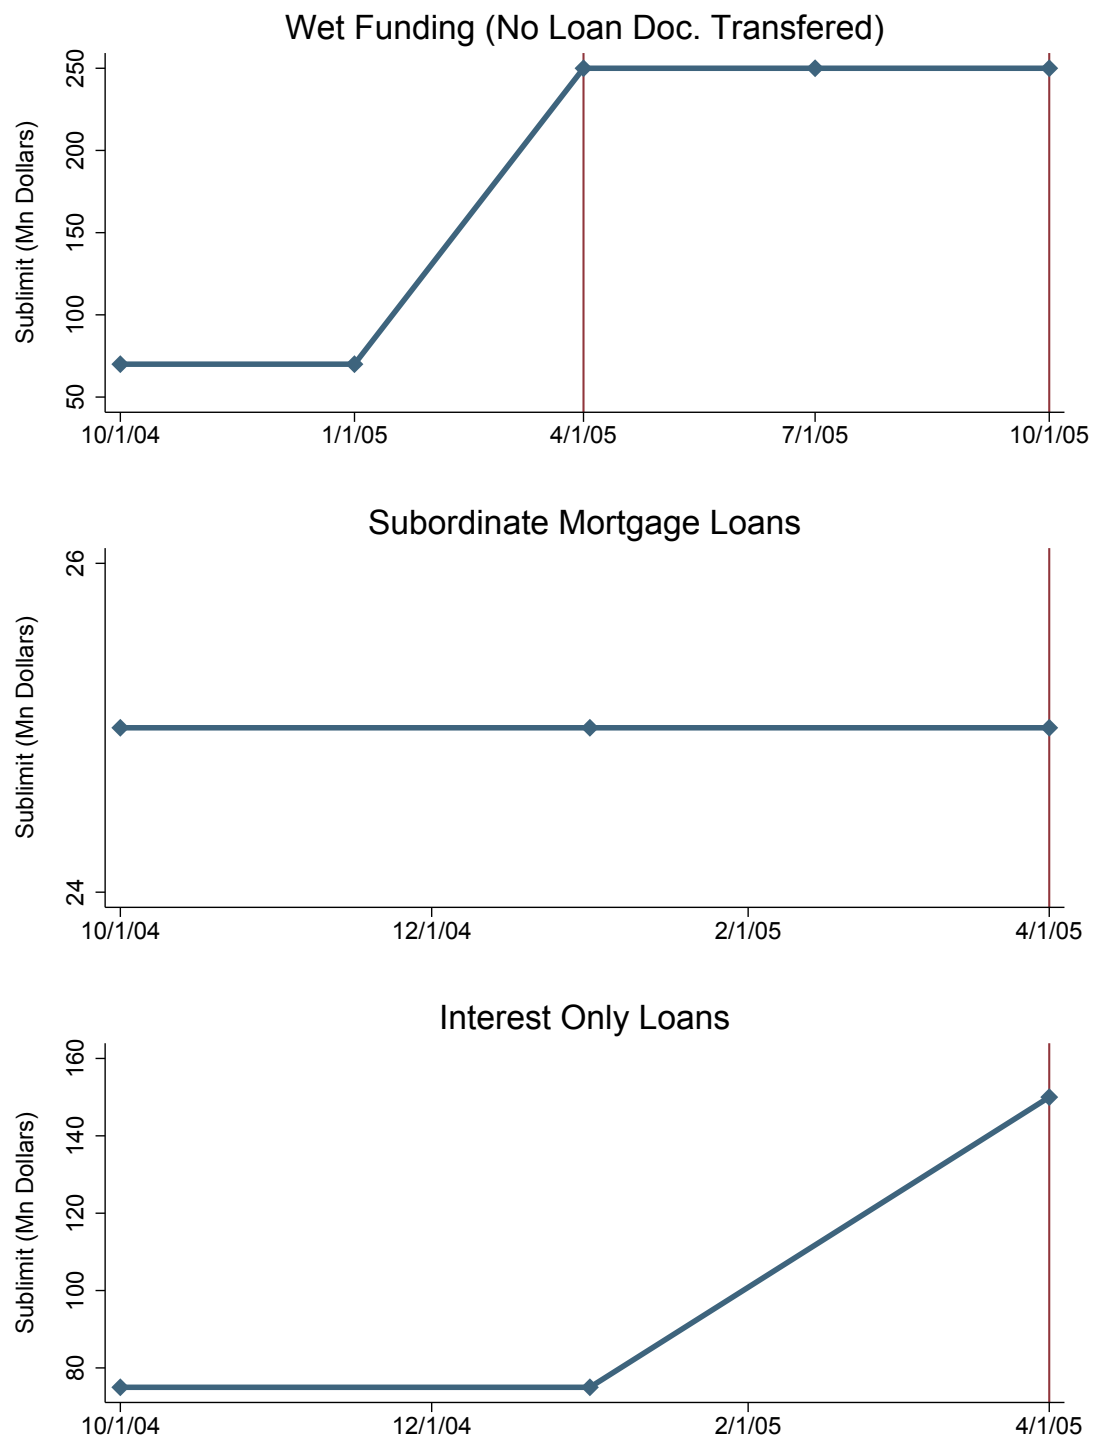 Wet Funding (No Loan Doc. Transfered)
Sublimit (Mn Dollars)
250
200
150
100
50
10/1/04 1/1/05 4/1/05 7/1/05 10/1/05
Subordinate Mortgage Loans
Sublimit (Mn Dollars)
26
24
10/1/04 12/1/04 2/1/05 4/1/05
Interest Only Loans
Sublimit (Mn Dollars)
160
140
120
100
80
10/1/04 12/1/04 2/1/05 4/1/05